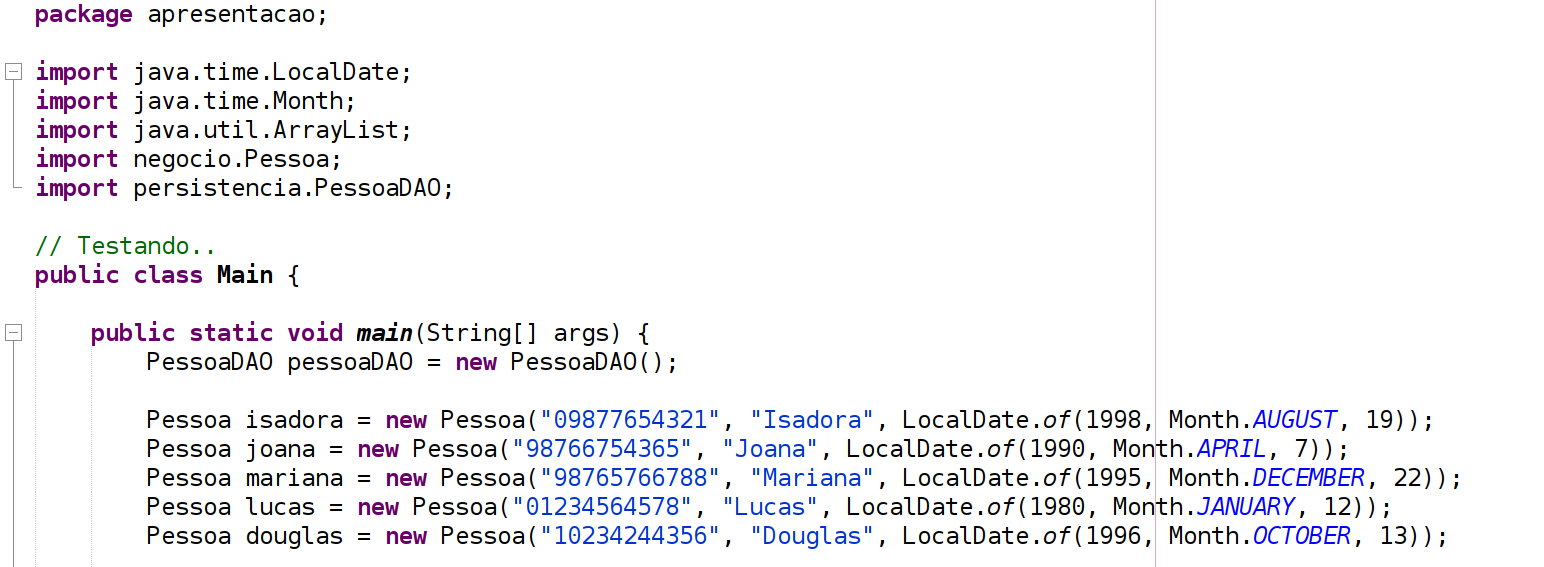 package apresentacao;
import java.time.LocalDate;
import java.time.Month;
import java.util.ArrayList;
import negocio.Pessoa;
import persistencia.PessoaDAO;
// Testando..
public class Main {
public static void main(String[] args) {
PessoaDAO pessoaDAO = new PessoaDAO();
Pessoa isadora = new Pessoa("09877654321", "Isadora", LocalDate.of(1998, Month.AUGUST, 19));
Pessoa joana = new Pessoa("98766754365", "Joana", LocalDate.of(1990, Month.APRIL, 7));
Pessoa mariana = new Pessoa("98765766788", "Mariana", LocalDate.of(1995, Month.DECEMBER, 22));
Pessoa lucas = new Pessoa("01234564578", "Lucas", LocalDate.of(1980, Month.JANUARY, 12));
Pessoa douglas = new Pessoa("10234244356", "Douglas", LocalDate.of(1996, Month.OCTOBER, 13));